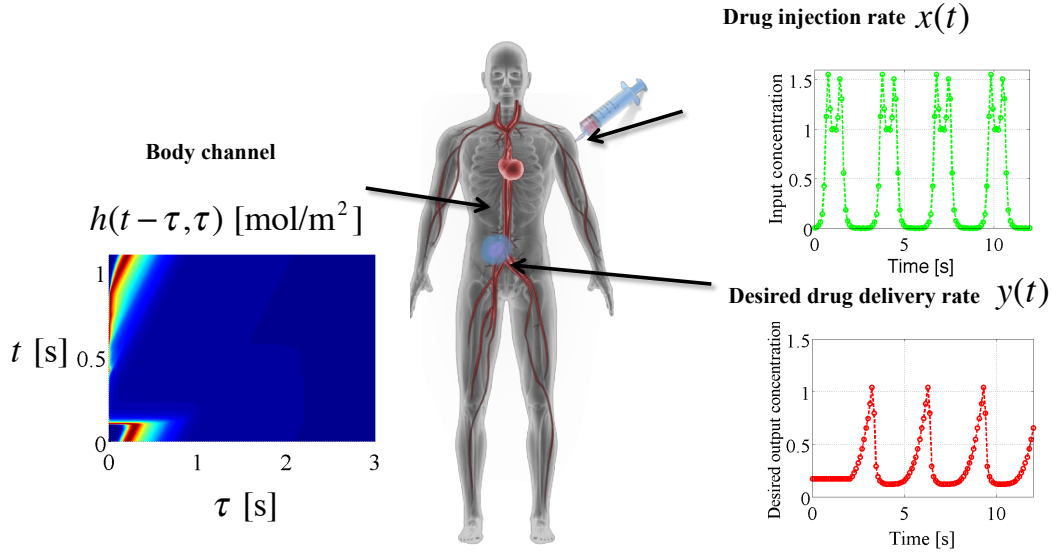 Drug injection rate x(t)
Body channel
h(t − τ,τ) [mol/m²]
t [s]
0.5
1
0
0 1 2 3
τ [s]
Input concentration
1.5
1
0.5
0
0 5 10
Time [s]
Desired drug delivery rate y(t)
Desired output concentration
1.5
1
0.5
0
0 5 10
Time [s]